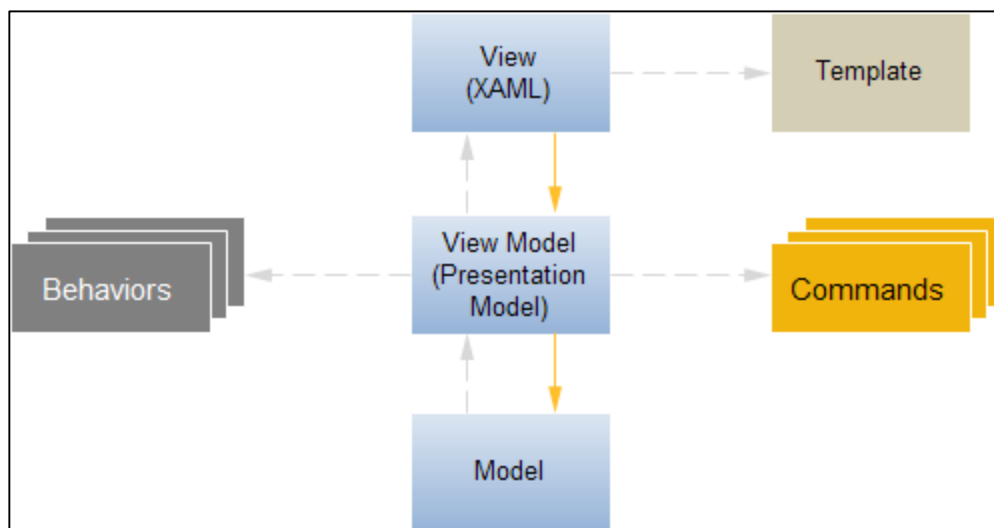 View
(XAML)
Template
Behaviors
View Model
(Presentation
Model)
Commands
Model